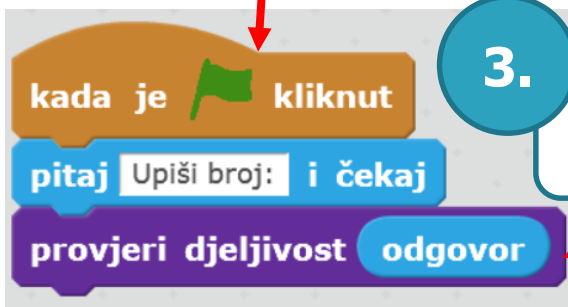 kada je kliknut
3.
pitaj Upiši broj: i čekaj
provjeri djeljivost odgovor